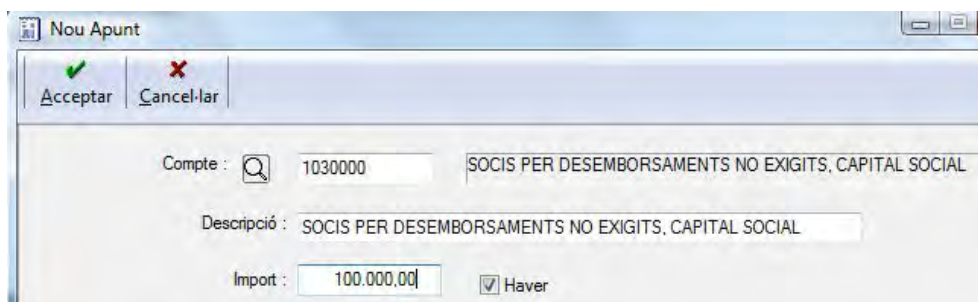 Nou Apunt
Acceptar Cancel·lar
Compte : 1030000 SOCIS PER DESEMBORSAMENTS NO EXIGITS, CAPITAL SOCIAL
Descripció : SOCIS PER DESEMBORSAMENTS NO EXIGITS, CAPITAL SOCIAL
Import : 100.000,00 Haver